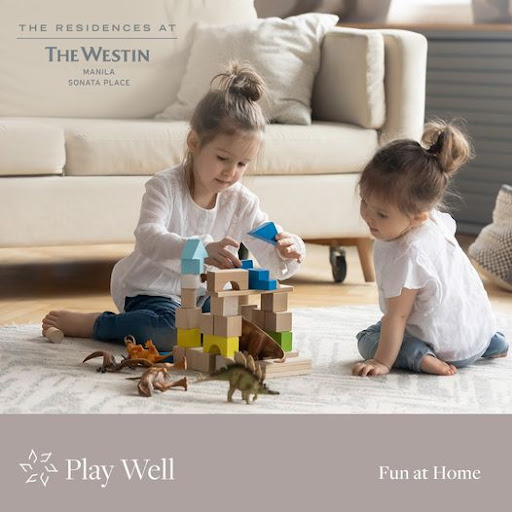 THE RESIDENCES AT
THE WESTIN
MANILA
SONATA PLACE
Play Well
Fun at Home